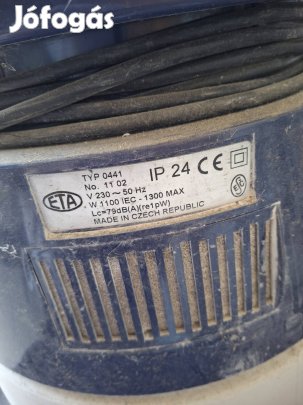 Jófogás
TYP 0441
No. 11 02
V 230 ~ 50 Hz
W 1100 IEC - 1300 MAX
Lc=79dB(A)(re1pW)
MADE IN CZECH REPUBLIC
IP 24 CE
ETA